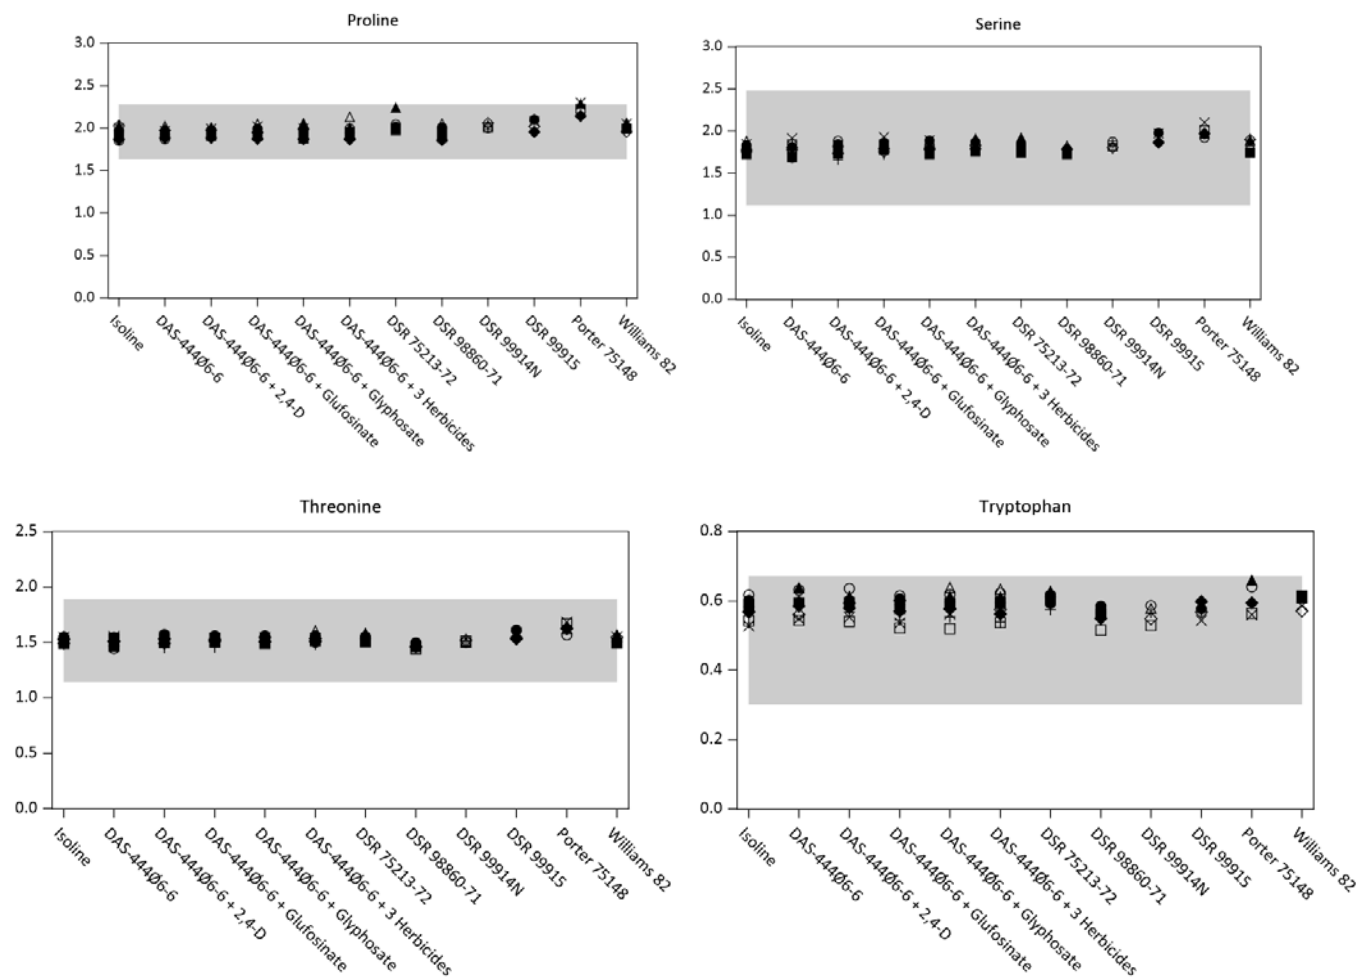 Proline
3.0
2.5
2.0
1.5
1.0
0.5
0.0
Isoline
DAS-444Ø6-6
DAS-444Ø6-6 + 2,4-D
DAS-444Ø6-6 + Glufosinate
DAS-444Ø6-6 + Glyphosate
DAS-444Ø6-6 + 3 Herbicides
DSR 75213-72
DSR 98860-71
DSR 99914N
DSR 99915
Porter 75148
Williams 82
Serine
3.0
2.5
2.0
1.5
1.0
0.5
0.0
Isoline
DAS-444Ø6-6
DAS-444Ø6-6 + 2,4-D
DAS-444Ø6-6 + Glufosinate
DAS-444Ø6-6 + Glyphosate
DAS-444Ø6-6 + 3 Herbicides
DSR 75213-72
DSR 98860-71
DSR 99914N
DSR 99915
Porter 75148
Williams 82
Threonine
2.5
2.0
1.5
1.0
0.5
0.0
Isoline
DAS-444Ø6-6
DAS-444Ø6-6 + 2,4-D
DAS-444Ø6-6 + Glufosinate
DAS-444Ø6-6 + Glyphosate
DAS-444Ø6-6 + 3 Herbicides
DSR 75213-72
DSR 98860-71
DSR 99914N
DSR 99915
Porter 75148
Williams 82
Tryptophan
0.8
0.6
0.4
0.2
0.0
Isoline
DAS-444Ø6-6
DAS-444Ø6-6 + 2,4-D
DAS-444Ø6-6 + Glufosinate
DAS-444Ø6-6 + Glyphosate
DAS-444Ø6-6 + 3 Herbicides
DSR 75213-72
DSR 98860-71
DSR 99914N
DSR 99915
Porter 75148
Williams 82